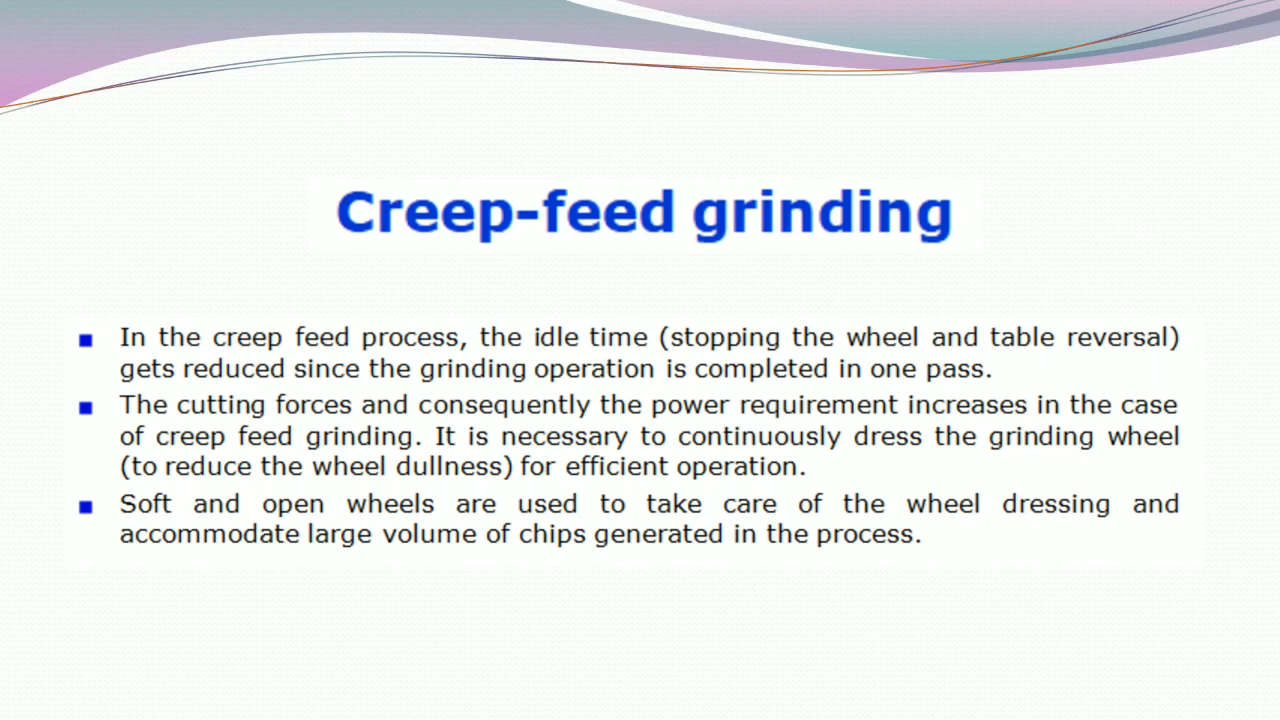 Creep-feed grinding
In the creep feed process, the idle time (stopping the wheel and table reversal)
gets reduced since the grinding operation is completed in one pass.
The cutting forces and consequently the power requirement increases in the case
of creep feed grinding. It is necessary to continuously dress the grinding wheel
(to reduce the wheel dullness) for efficient operation.
Soft and open wheels are used to take care of the wheel dressing and
accommodate large volume of chips generated in the process.